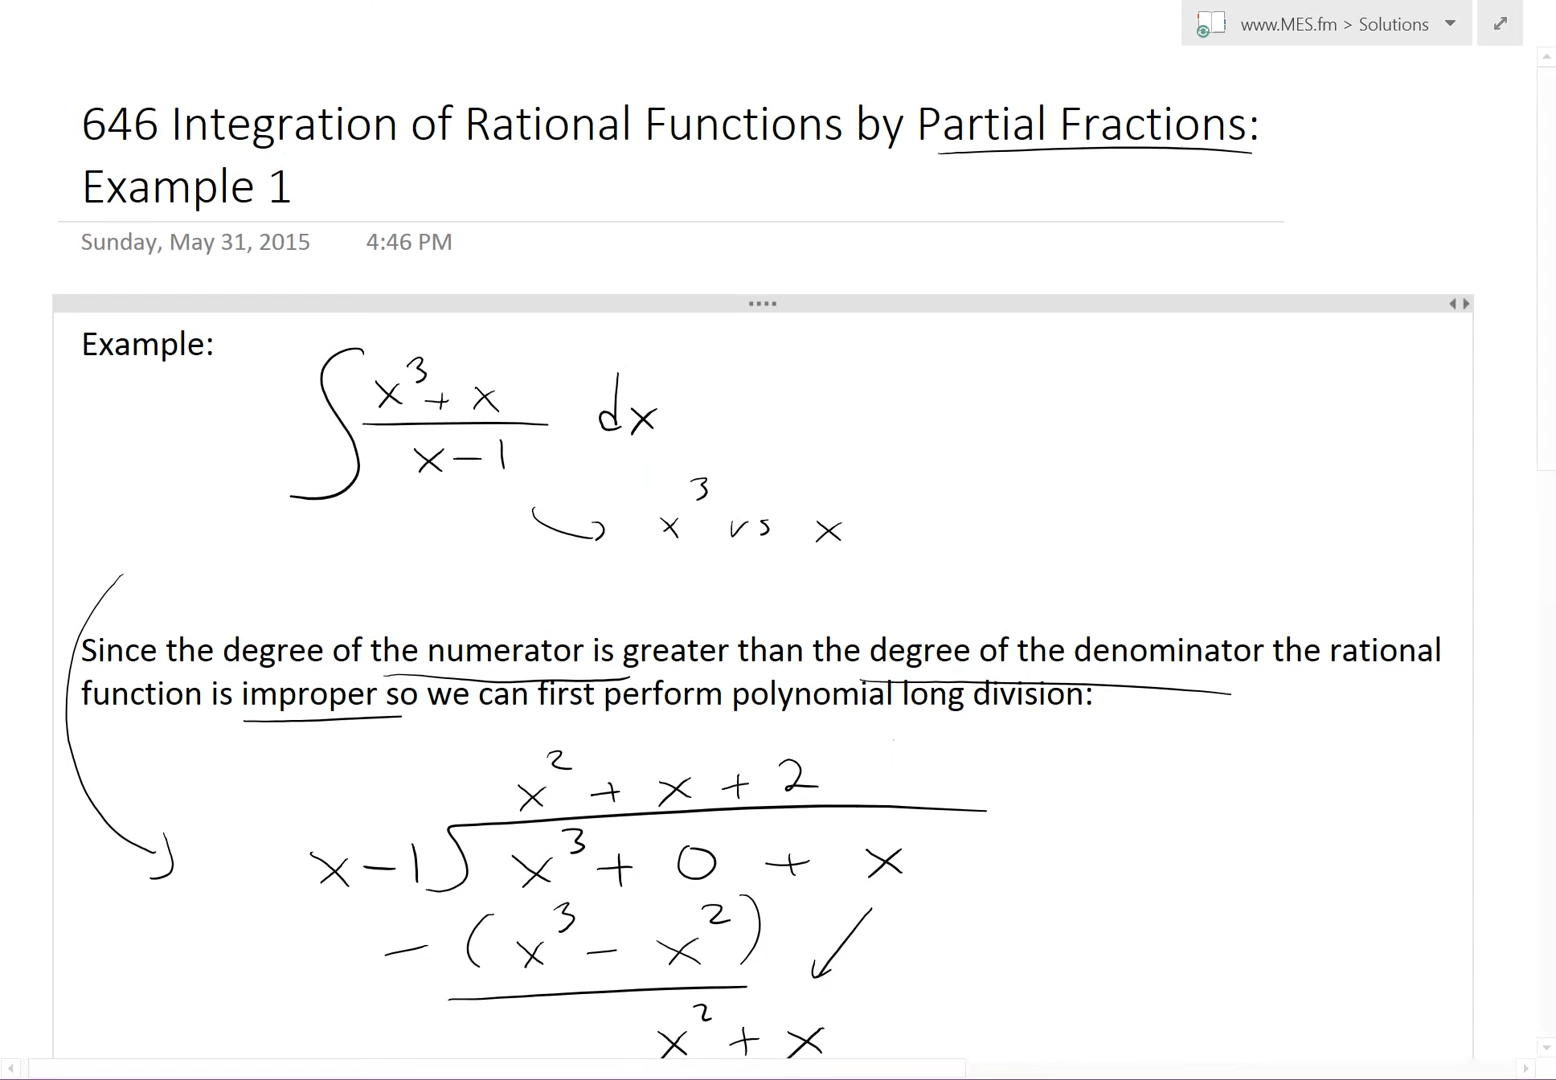 www.MES.fm > Solutions
646 Integration of Rational Functions by Partial Fractions:
Example 1
Sunday, May 31, 2015 4:46 PM
Example:
∫ (x³ + x)/(x - 1) dx
x³ vs x
Since the degree of the numerator is greater than the degree of the denominator the rational
function is improper so we can first perform polynomial long division:
x² + x + 2
x - 1 ) x³ + 0 + x
- (x³ - x²)
x² + x